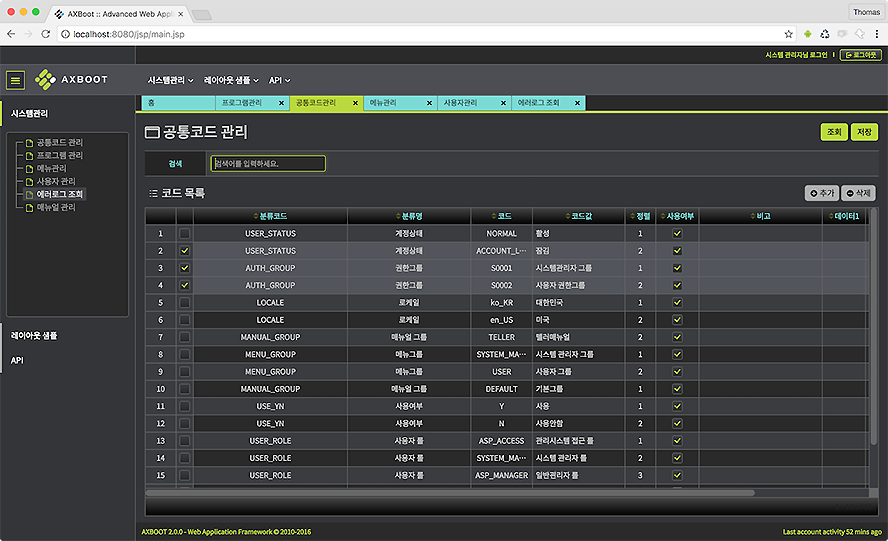 AXBoot :: Advanced Web Applic
Thomas
localhost:8080/jsp/main.jsp
시스템 관리자님 로그인 | 로그아웃
AXBOOT 시스템관리 레이아웃 샘플 API
홈 프로그램관리 공통코드관리 메뉴관리 사용자관리 에러로그 조회
시스템관리
공통코드 관리
프로그램 관리
메뉴관리
사용자 관리
에러로그 조회
메뉴얼 관리
레이아웃 샘플
API
공통코드 관리 조회 저장
검색 검색어를 입력하세요.
코드 목록 추가 삭제
분류코드 분류명 코드 코드값 정렬 사용여부 비고 데이터1
1 USER_STATUS 계정상태 NORMAL 활성 1
2 USER_STATUS 계정상태 ACCOUNT_L... 잠김 2
3 AUTH_GROUP 권한그룹 S0001 시스템관리자 그룹 1
4 AUTH_GROUP 권한그룹 S0002 사용자 권한그룹 2
5 LOCALE 로케일 ko_KR 대한민국 1
6 LOCALE 로케일 en_US 미국 2
7 MANUAL_GROUP 메뉴얼 그룹 TELLER 텔러메뉴얼 2
8 MENU_GROUP 메뉴그룹 SYSTEM_MA... 시스템 관리자 그룹 1
9 MENU_GROUP 메뉴그룹 USER 사용자 그룹 2
10 MANUAL_GROUP 메뉴얼 그룹 DEFAULT 기본그룹 1
11 USE_YN 사용여부 Y 사용 1
12 USE_YN 사용여부 N 사용안함 2
13 USER_ROLE 사용자 롤 ASP_ACCESS 관리시스템 접근 롤 1
14 USER_ROLE 사용자 롤 SYSTEM_MA... 시스템 관리자 롤 2
15 USER_ROLE 사용자 롤 ASP_MANAGER 일반관리자 롤 3
AXBOOT 2.0.0 - Web Application Framework © 2010-2016
Last account activity 52 mins ago